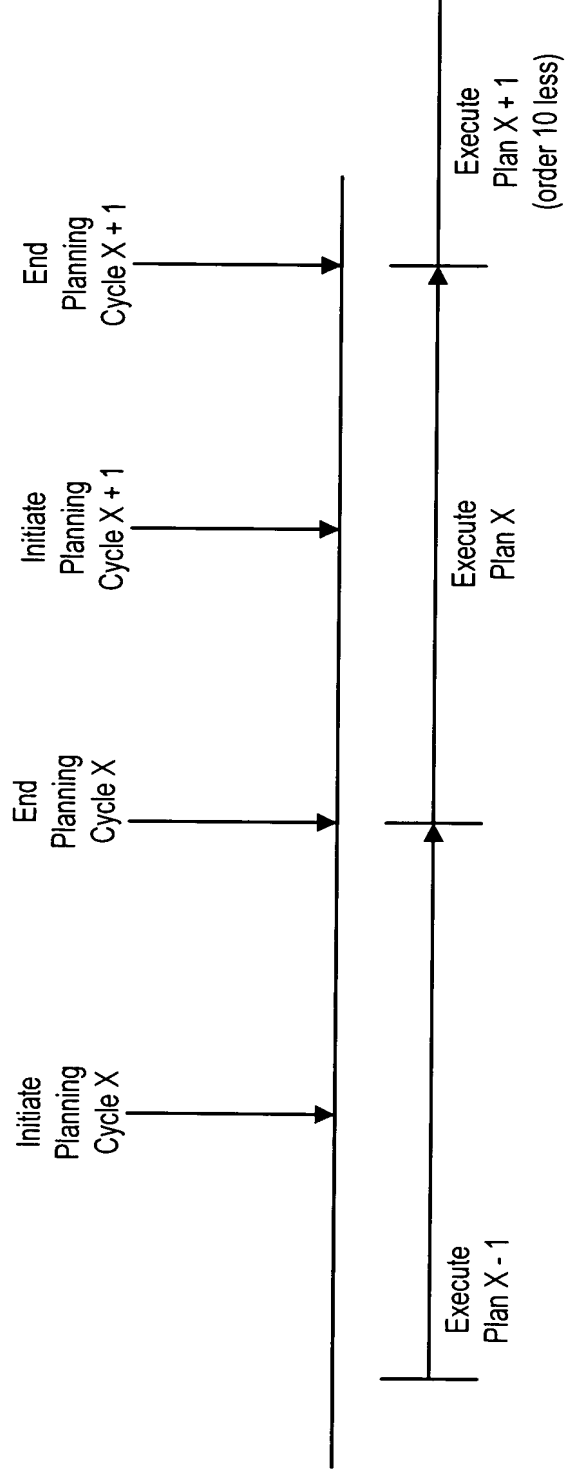 Initiate
Planning
Cycle X
End
Planning
Cycle X
Initiate
Planning
Cycle X + 1
End
Planning
Cycle X + 1
Execute
Plan X - 1
Execute
Plan X
Execute
Plan X + 1
(order 10 less)